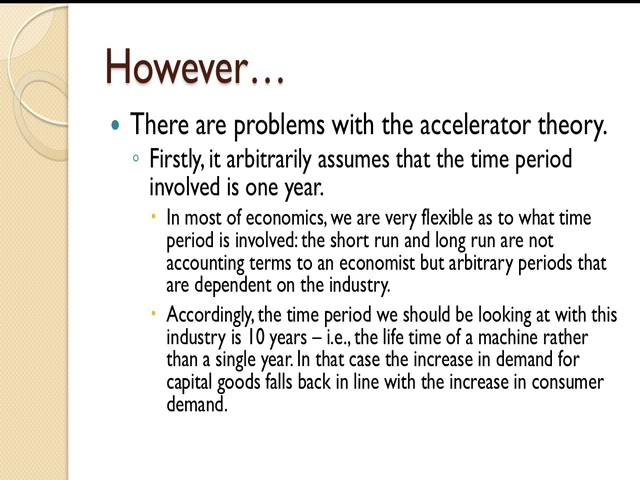 However…
• There are problems with the accelerator theory.
◦ Firstly, it arbitrarily assumes that the time period
involved is one year.
• In most of economics, we are very flexible as to what time
period is involved: the short run and long run are not
accounting terms to an economist but arbitrary periods that
are dependent on the industry.
• Accordingly, the time period we should be looking at with this
industry is 10 years – i.e., the life time of a machine rather
than a single year. In that case the increase in demand for
capital goods falls back in line with the increase in consumer
demand.